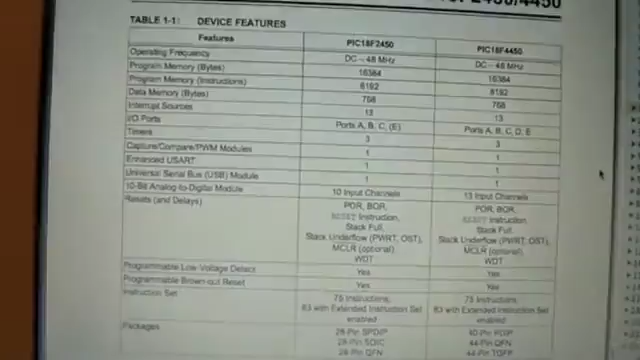 2450/4450
TABLE 1-1: DEVICE FEATURES
Features PIC18F2450 PIC18F4450
Operating Frequency DC – 48 MHz DC – 48 MHz
Program Memory (Bytes) 16384 16384
Program Memory (Instructions) 8192 8192
Data Memory (Bytes) 768 768
Interrupt Sources 13 13
I/O Ports Ports A, B, C, (E) Ports A, B, C, D, E
Timers 3 3
Capture/Compare/PWM Modules 1 1
Enhanced USART 1 1
Universal Serial Bus (USB) Module 1 1
10-Bit Analog-to-Digital Module 10 Input Channels 13 Input Channels
Resets (and Delays) POR, BOR, POR, BOR,
RESET Instruction, RESET Instruction,
Stack Full, Stack Full,
Stack Underflow (PWRT, OST), Stack Underflow (PWRT, OST),
MCLR (optional) MCLR (optional)
WDT WDT
Programmable Low-Voltage Detect Yes Yes
Programmable Brown-out Reset Yes Yes
Instruction Set 75 Instructions; 75 Instructions;
83 with Extended Instruction Set 83 with Extended Instruction Set
enabled enabled
Packages 28-Pin SPDIP 40-Pin PDIP
28-Pin SOIC 44-Pin QFN
28-Pin QFN 44-Pin TQFP